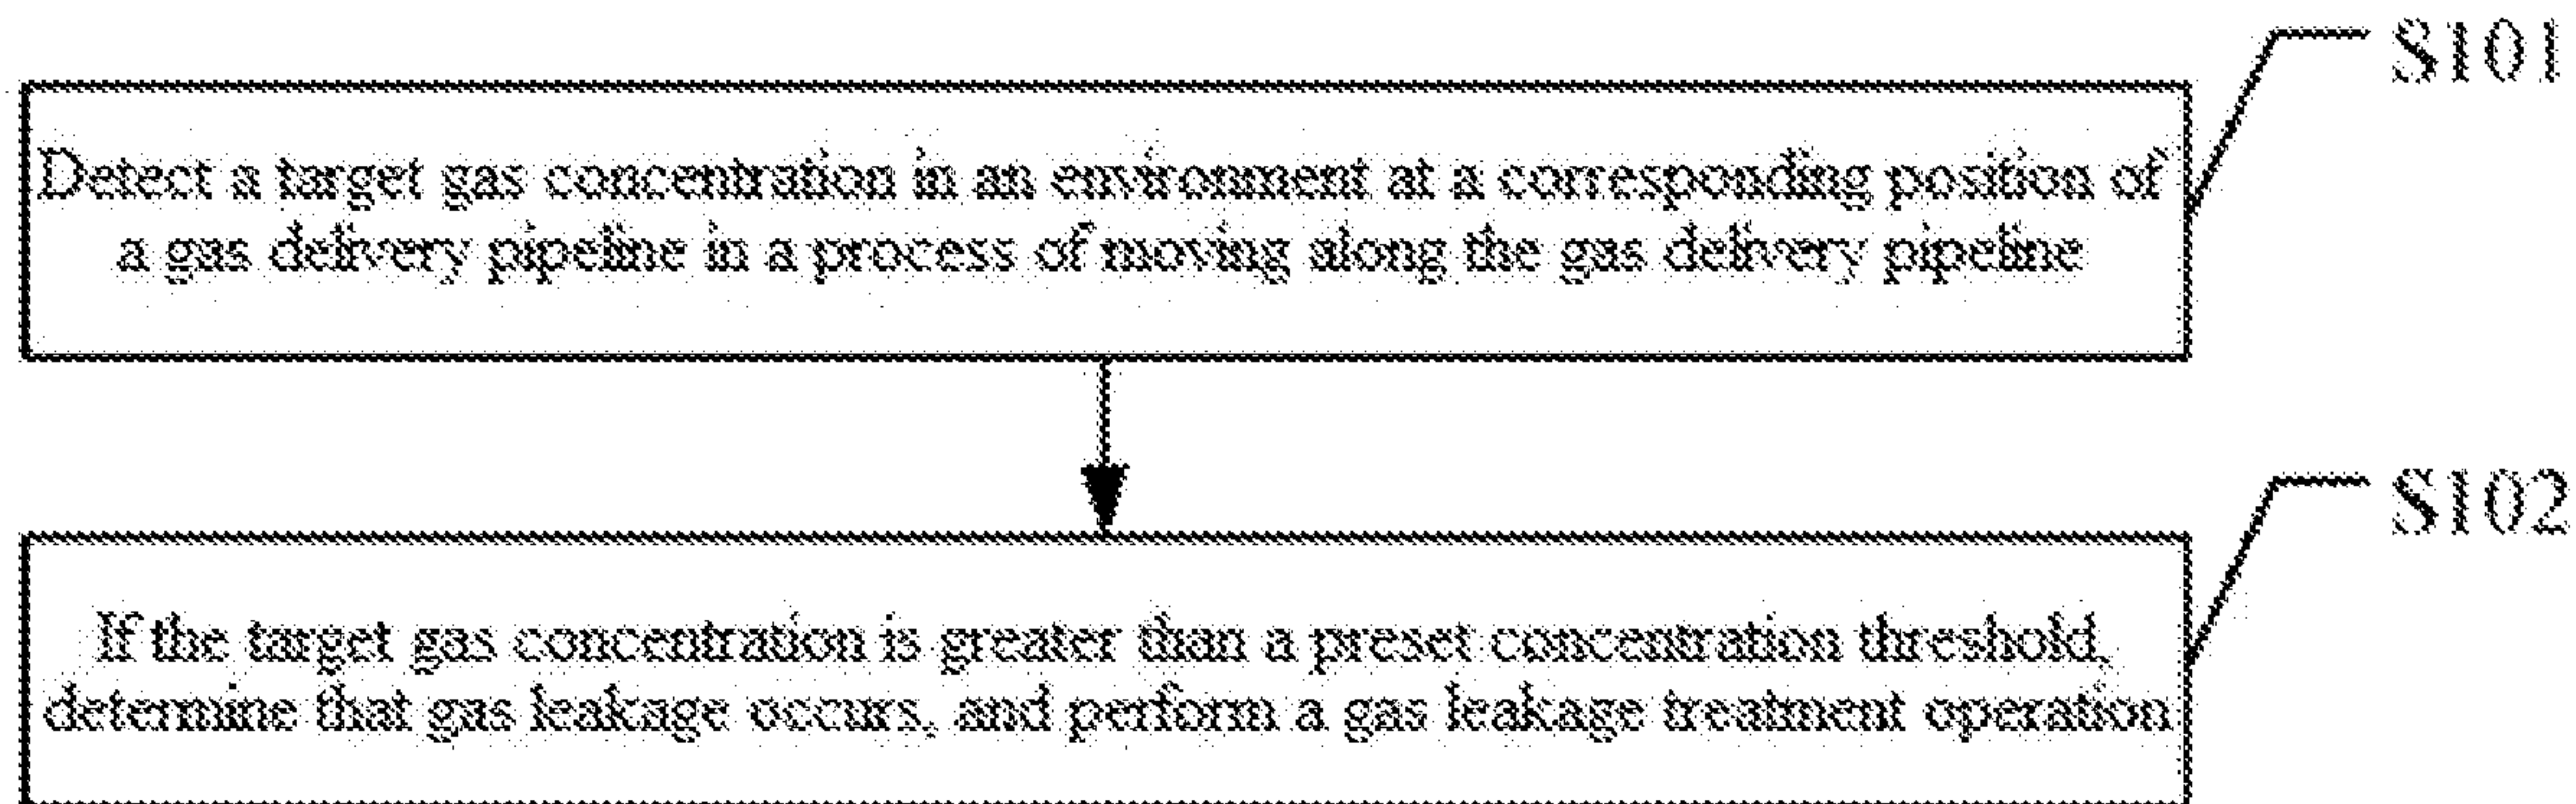 S101
Detect a target gas concentration in an environment at a corresponding position of
a gas delivery pipeline in a process of moving along the gas delivery pipeline
S102
If the target gas concentration is greater than a preset concentration threshold,
determine that gas leakage occurs, and perform a gas leakage treatment operation